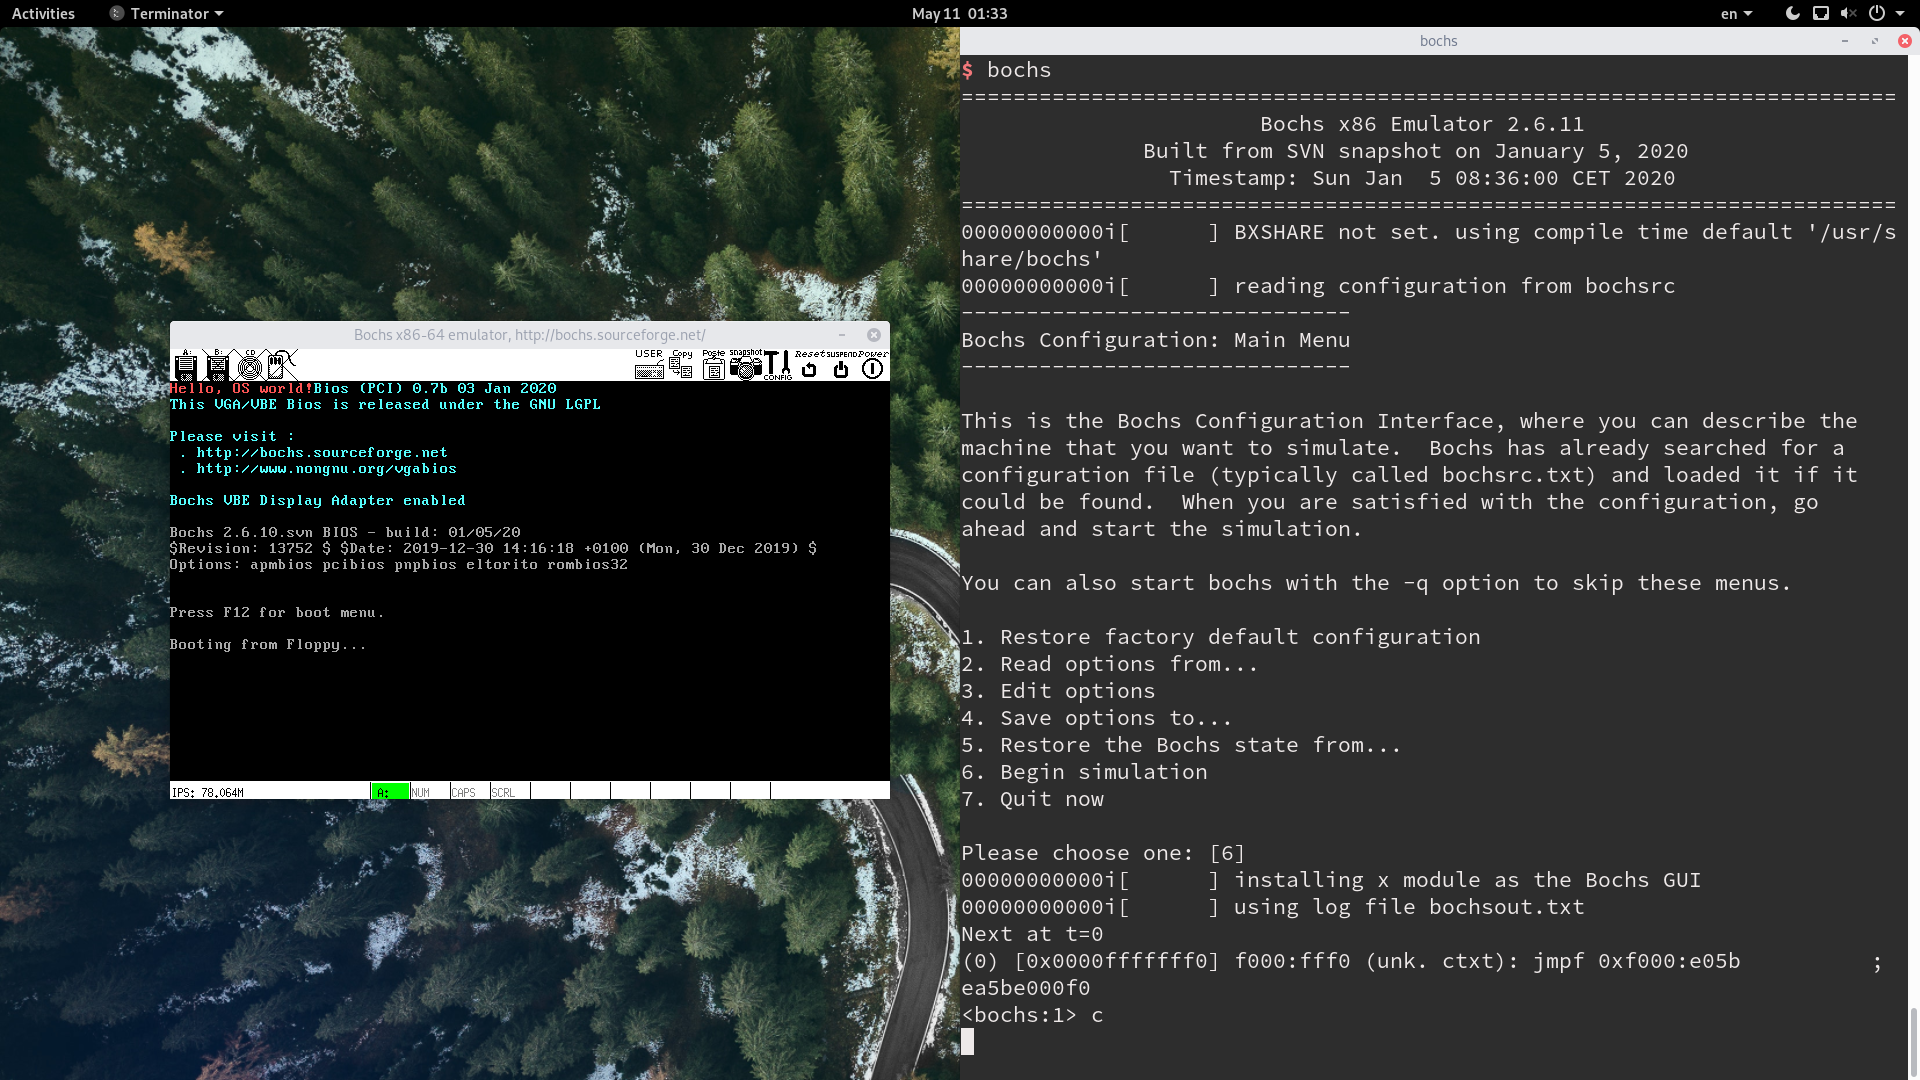 Activities Terminator May 11 01:33 en
Bochs x86-64 emulator, http://bochs.sourceforge.net/
A: B: CD USER Copy Paste snapshot CONFIG Reset SUSPEND Power
Hello, OS world!Bios (PCI) 0.7b 03 Jan 2020
This VGA/VBE Bios is released under the GNU LGPL
Please visit :
. http://bochs.sourceforge.net
. http://www.nongnu.org/vgabios
Bochs VBE Display Adapter enabled
Bochs 2.6.10.svn BIOS - build: 01/05/20
$Revision: 13752 $ $Date: 2019-12-30 14:16:18 +0100 (Mon, 30 Dec 2019) $
Options: apmbios pcibios pnpbios eltorito rombios32
Press F12 for boot menu.
Booting from Floppy...
IPS: 78.064M A: NUM CAPS SCRL
bochs
$ bochs
========================================================================
Bochs x86 Emulator 2.6.11
Built from SVN snapshot on January 5, 2020
Timestamp: Sun Jan  5 08:36:00 CET 2020
========================================================================
00000000000i[      ] BXSHARE not set. using compile time default '/usr/s
hare/bochs'
00000000000i[      ] reading configuration from bochsrc
------------------------------
Bochs Configuration: Main Menu
------------------------------
This is the Bochs Configuration Interface, where you can describe the
machine that you want to simulate.  Bochs has already searched for a
configuration file (typically called bochsrc.txt) and loaded it if it
could be found.  When you are satisfied with the configuration, go
ahead and start the simulation.
You can also start bochs with the -q option to skip these menus.
1. Restore factory default configuration
2. Read options from...
3. Edit options
4. Save options to...
5. Restore the Bochs state from...
6. Begin simulation
7. Quit now
Please choose one: [6]
00000000000i[      ] installing x module as the Bochs GUI
00000000000i[      ] using log file bochsout.txt
Next at t=0
(0) [0x0000fffffff0] f000:fff0 (unk. ctxt): jmpf 0xf000:e05b          ;
ea5be000f0
<bochs:1> c